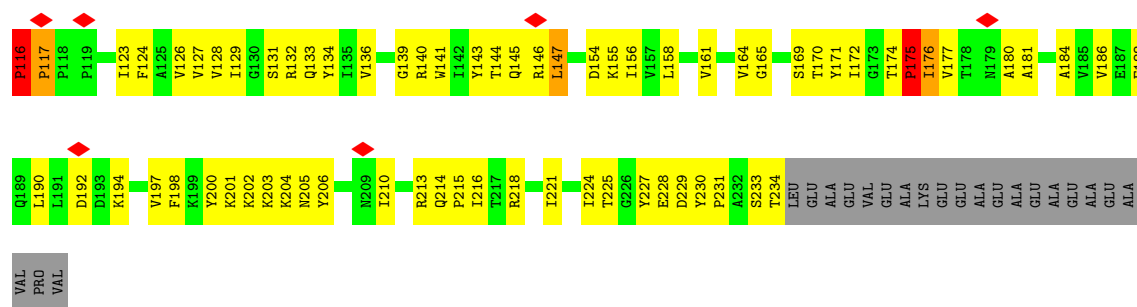 P116 P117 P118 P119 I123 F124 A125 V126 V127 V128 I129 G130 S131 R132 Q133 Y134 I135 V136 G139 R140 W141 I142 Y143 T144 Q145 R146 L147 D154 K155 I156 V157 L158 V161 V164 G165 S169 T170 Y171 I172 G173 T174 P175 I176 V177 T178 N179 A180 A181 A184 V185 V186 E187
Q189 L190 L191 D192 D193 K194 V197 F198 K199 Y200 K201 K202 K203 K204 N205 Y206 N209 I210 R213 Q214 P215 I216 T217 R218 I221 I224 T225 G226 Y227 E228 D229 Y230 P231 A232 S233 T234 LEU GLU ALA GLU VAL GLU ALA LYS GLU GLU ALA GLU ALA GLU ALA GLU ALA GLU ALA
VAL PRO VAL